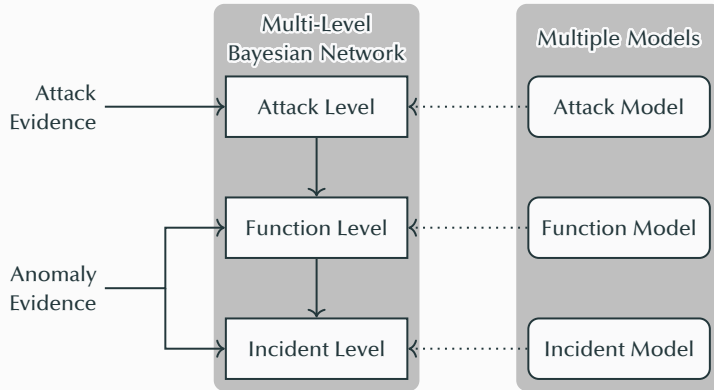 Multi-Level
Bayesian Network
Multiple Models
Attack
Evidence
Attack Level
Attack Model
Function Level
Function Model
Anomaly
Evidence
Incident Level
Incident Model